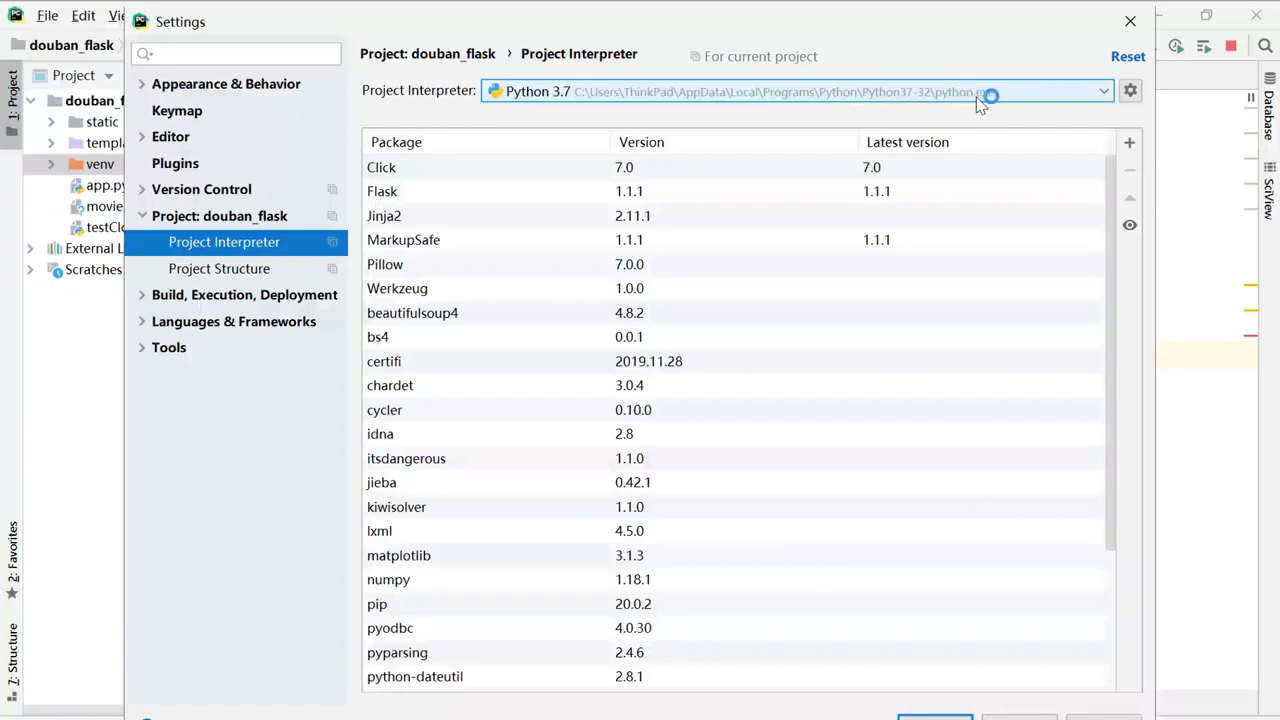 File Edit
Settings
douban_flask
Project: douban_flask › Project Interpreter
For current project
Reset
1: Project
Project
Appearance & Behavior
Project Interpreter:
Python 3.7 C:\Users\ThinkPad\AppData\Local\Programs\Python\Python37-32\python
Keymap
static
Editor
Package Version Latest version
Plugins
venv
Click 7.0 7.0
Version Control
Flask 1.1.1 1.1.1
Project: douban_flask
Jinja2 2.11.1
Project Interpreter
MarkupSafe 1.1.1 1.1.1
External
Project Structure
Pillow 7.0.0
Scratches
Build, Execution, Deployment
Werkzeug 1.0.0
Languages & Frameworks
beautifulsoup4 4.8.2
Tools
bs4 0.0.1
certifi 2019.11.28
chardet 3.0.4
cycler 0.10.0
idna 2.8
itsdangerous 1.1.0
jieba 0.42.1
kiwisolver 1.1.0
lxml 4.5.0
matplotlib 3.1.3
numpy 1.18.1
pip 20.0.2
pyodbc 4.0.30
pyparsing 2.4.6
python-dateutil 2.8.1
2: Favorites
7: Structure
Database
SciView